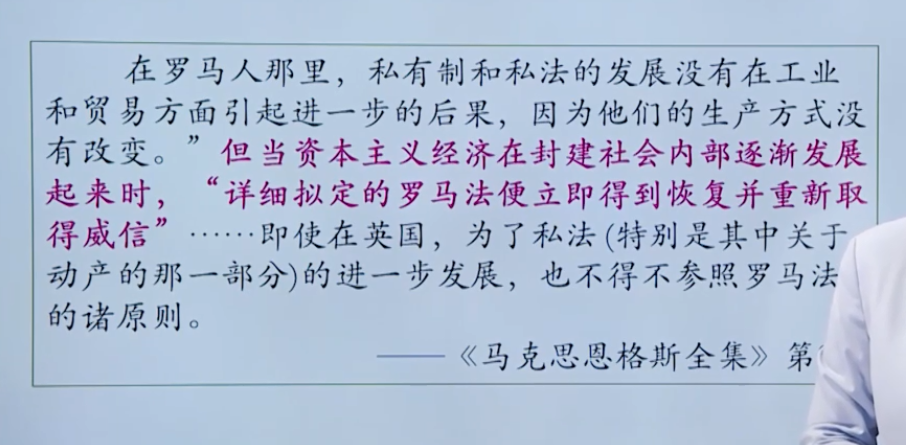 在罗马人那里，私有制和私法的发展没有在工业
和贸易方面引起进一步的后果，因为他们的生产方式没
有改变。”但当资本主义经济在封建社会内部逐渐发展
起来时，“详细拟定的罗马法便立即得到恢复并重新取
得威信”……即使在英国，为了私法(特别是其中关于
动产的那一部分)的进一步发展，也不得不参照罗马法
的诸原则。
——《马克思恩格斯全集》第